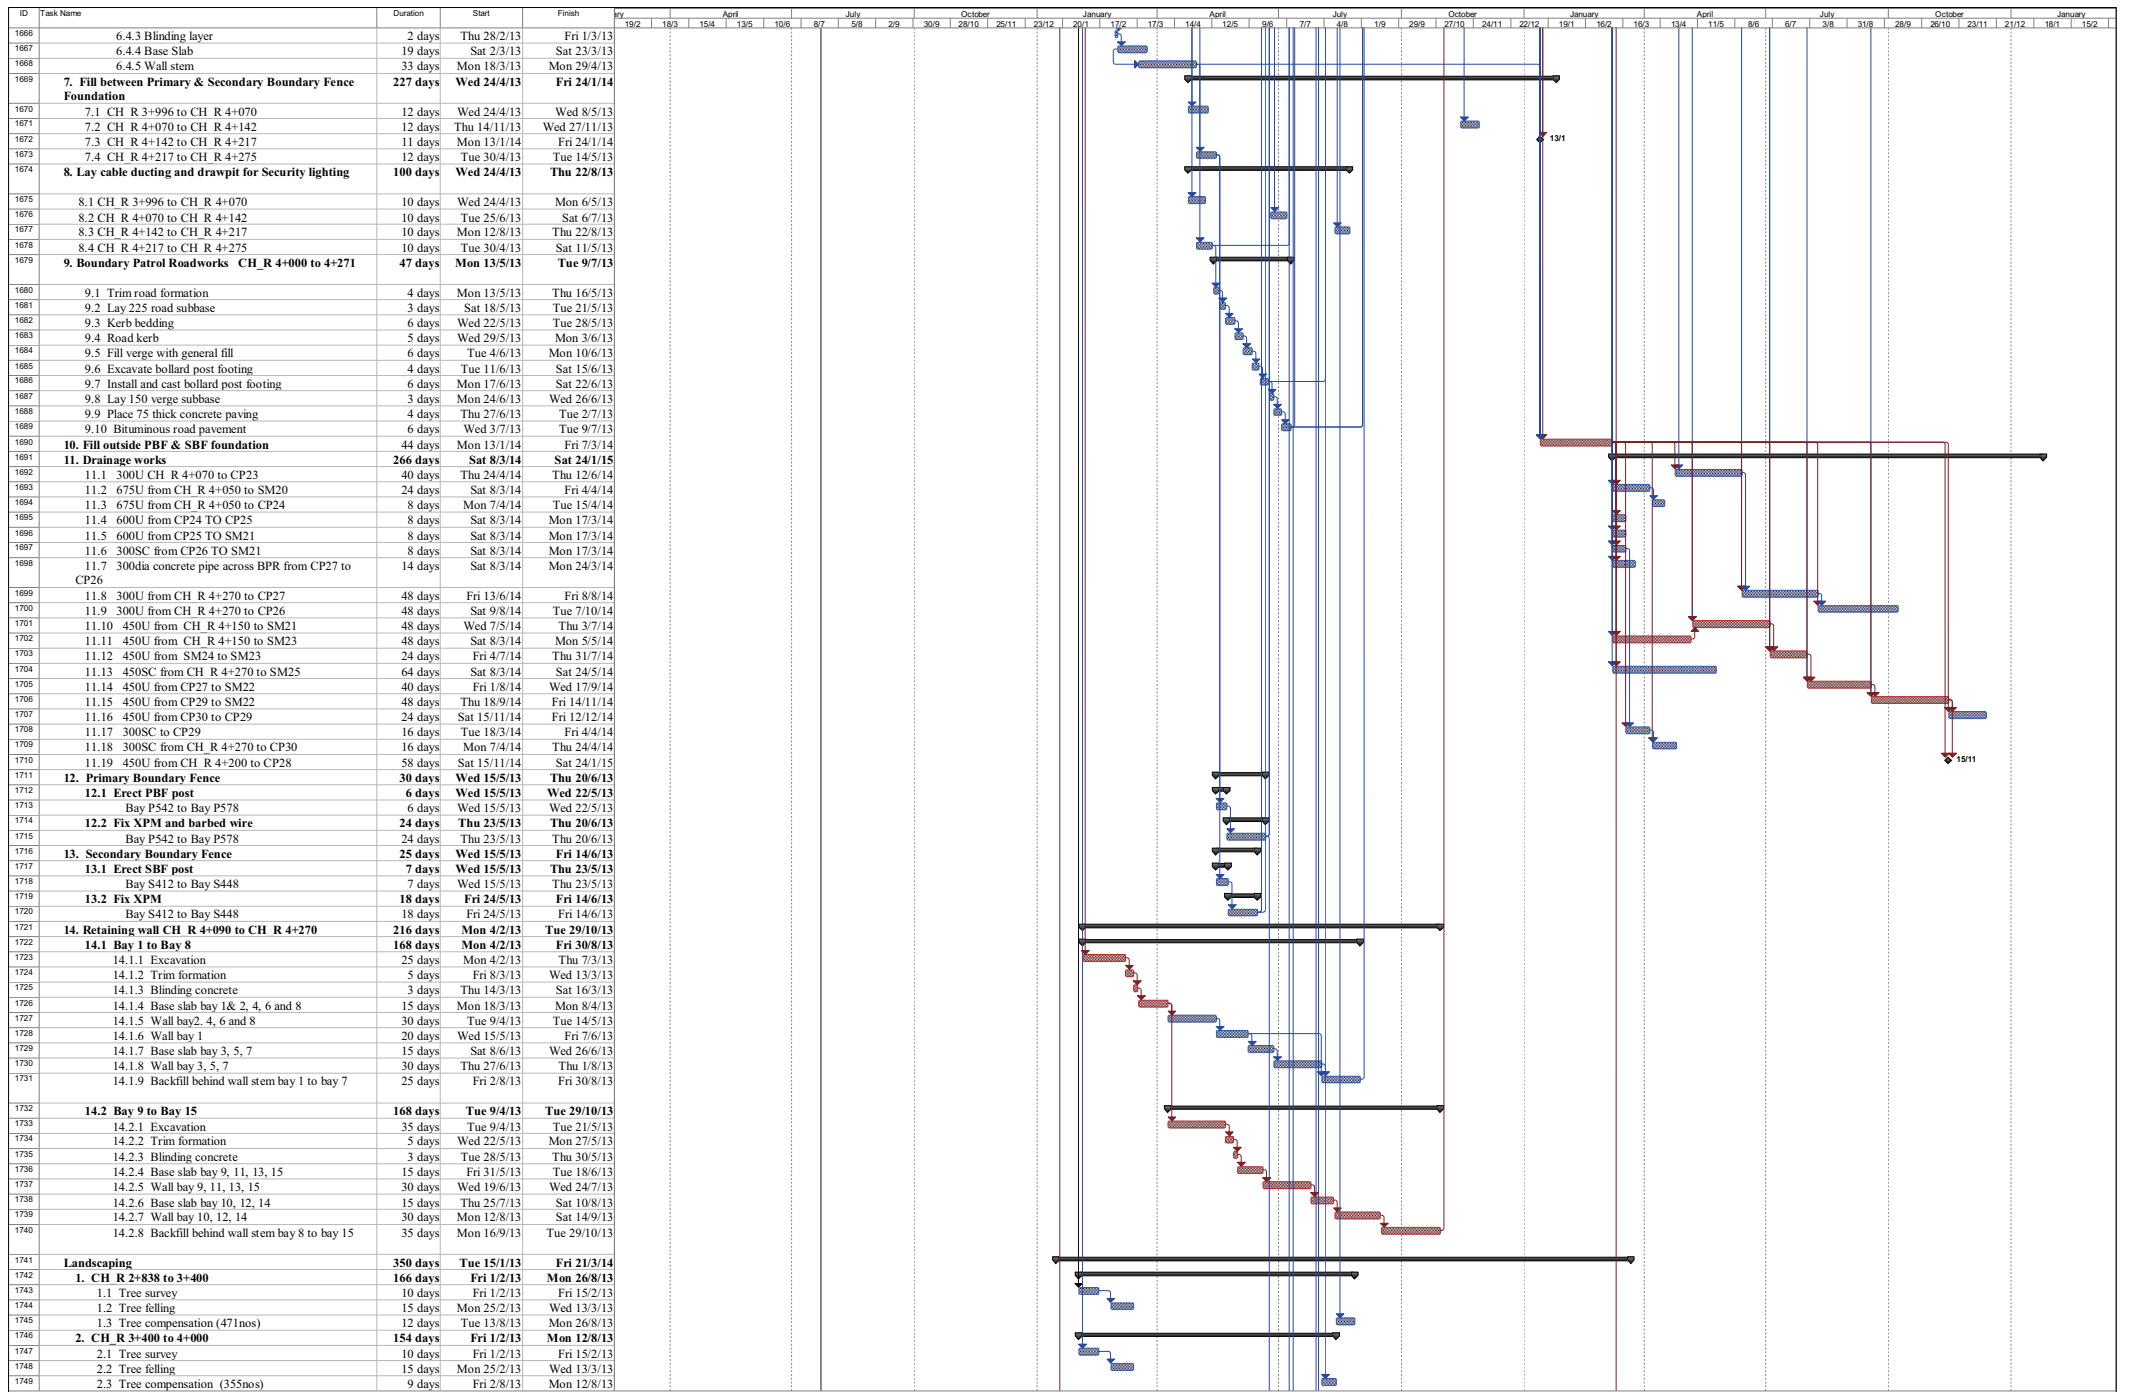 ID Task Name Duration Start Finish
ry April July October January April July October January April July October January
19/2 18/3 15/4 10/6 8/7 2/9 30/9 28/10 25/11 23/12 20/1 17/2 17/3 14/4 12/5 9/6 7/7 4/8 1/9 29/9 27/10 24/11 22/12 19/1 16/2 16/3 13/4 11/5 8/6 6/7 3/8 31/8 28/9 26/10 23/11 21/12 18/1 15/2
1666 6.4.3 Blinding layer 2 days Thu 28/2/13 Fri 1/3/13
1667 6.4.4 Base Slab 19 days Sat 2/3/13 Sat 23/3/13
1668 6.4.5 Wall stem 33 days Mon 18/3/13 Mon 29/4/13
1669 7. Fill between Primary & Secondary Boundary Fence 227 days Wed 24/4/13 Fri 24/1/14
Foundation
1670 7.1 CH_R 3+996 to CH_R 4+070 12 days Wed 24/4/13 Wed 8/5/13
1671 7.2 CH_R 4+070 to CH_R 4+142 12 days Thu 14/11/13 Wed 27/11/13
1672 7.3 CH_R 4+142 to CH_R 4+217 11 days Mon 13/1/14 Fri 24/1/14 13/1
1673 7.4 CH_R 4+217 to CH_R 4+275 12 days Tue 30/4/13 Tue 14/5/13
1674 8. Lay cable ducting and drawpit for Security lighting 100 days Wed 24/4/13 Thu 22/8/13
1675 8.1 CH_R 3+996 to CH_R 4+070 10 days Wed 24/4/13 Mon 6/5/13
1676 8.2 CH_R 4+070 to CH_R 4+142 10 days Tue 25/6/13 Sat 6/7/13
1677 8.3 CH_R 4+142 to CH_R 4+217 10 days Mon 12/8/13 Thu 22/8/13
1678 8.4 CH_R 4+217 to CH_R 4+275 10 days Tue 30/4/13 Sat 11/5/13
1679 9. Boundary Patrol Roadworks CH_R 4+000 to 4+271 47 days Mon 13/5/13 Tue 9/7/13
1680 9.1 Trim road formation 4 days Mon 13/5/13 Thu 16/5/13
1681 9.2 Lay 225 road subbase 3 days Sat 18/5/13 Tue 21/5/13
1682 9.3 Kerb bedding 6 days Wed 22/5/13 Tue 28/5/13
1683 9.4 Road kerb 5 days Wed 29/5/13 Mon 3/6/13
1684 9.5 Fill verge with general fill 6 days Tue 4/6/13 Mon 10/6/13
1685 9.6 Excavate bollard post footing 4 days Tue 11/6/13 Sat 15/6/13
1686 9.7 Install and cast bollard post footing 6 days Mon 17/6/13 Sat 22/6/13
1687 9.8 Lay 150 verge subbase 3 days Mon 24/6/13 Wed 26/6/13
1688 9.9 Place 75 thick concrete paving 4 days Thu 27/6/13 Tue 2/7/13
1689 9.10 Bituminous road pavement 6 days Wed 3/7/13 Tue 9/7/13
1690 10. Fill outside PBF & SBF foundation 44 days Mon 13/1/14 Fri 7/3/14
1691 11. Drainage works 266 days Sat 8/3/14 Sat 24/1/15
1692 11.1 300U CH_R 4+070 to CP23 40 days Thu 24/4/14 Thu 12/6/14
1693 11.2 675U from CH_R 4+050 to SM20 24 days Sat 8/3/14 Fri 4/4/14
1694 11.3 675U from CH_R 4+050 to CP24 8 days Mon 7/4/14 Tue 15/4/14
1695 11.4 600U from CP24 TO CP25 8 days Sat 8/3/14 Mon 17/3/14
1696 11.5 600U from CP25 TO SM21 8 days Sat 8/3/14 Mon 17/3/14
1697 11.6 300SC from CP26 TO SM21 8 days Sat 8/3/14 Mon 17/3/14
1698 11.7 300dia concrete pipe across BPR from CP27 to 14 days Sat 8/3/14 Mon 24/3/14
CP26
1699 11.8 300U from CH_R 4+270 to CP27 48 days Fri 13/6/14 Fri 8/8/14
1700 11.9 300U from CH_R 4+270 to CP26 48 days Sat 9/8/14 Tue 7/10/14
1701 11.10 450U from CH_R 4+150 to SM21 48 days Wed 7/5/14 Thu 3/7/14
1702 11.11 450U from CH_R 4+150 to SM23 48 days Sat 8/3/14 Mon 5/5/14
1703 11.12 450U from SM24 to SM23 24 days Fri 4/7/14 Thu 31/7/14
1704 11.13 450SC from CH_R 4+270 to SM25 64 days Sat 8/3/14 Sat 24/5/14
1705 11.14 450U from CP27 to SM22 40 days Fri 1/8/14 Wed 17/9/14
1706 11.15 450U from CP29 to SM22 48 days Thu 18/9/14 Fri 14/11/14
1707 11.16 450U from CP30 to CP29 24 days Sat 15/11/14 Fri 12/12/14
1708 11.17 300SC to CP29 16 days Tue 18/3/14 Fri 4/4/14
1709 11.18 300SC from CH_R 4+270 to CP30 16 days Mon 7/4/14 Thu 24/4/14
1710 11.19 450U from CH_R 4+200 to CP28 58 days Sat 15/11/14 Sat 24/1/15 15/11
1711 12. Primary Boundary Fence 30 days Wed 15/5/13 Thu 20/6/13
1712 12.1 Erect PBF post 6 days Wed 15/5/13 Wed 22/5/13
1713 Bay P542 to Bay P578 6 days Wed 15/5/13 Wed 22/5/13
1714 12.2 Fix XPM and barbed wire 24 days Thu 23/5/13 Thu 20/6/13
1715 Bay P542 to Bay P578 24 days Thu 23/5/13 Thu 20/6/13
1716 13. Secondary Boundary Fence 25 days Wed 15/5/13 Fri 14/6/13
1717 13.1 Erect SBF post 7 days Wed 15/5/13 Thu 23/5/13
1718 Bay S412 to Bay S448 7 days Wed 15/5/13 Thu 23/5/13
1719 13.2 Fix XPM 18 days Fri 24/5/13 Fri 14/6/13
1720 Bay S412 to Bay S448 18 days Fri 24/5/13 Fri 14/6/13
1721 14. Retaining wall CH_R 4+090 to CH_R 4+270 216 days Mon 4/2/13 Tue 29/10/13
1722 14.1 Bay 1 to Bay 8 168 days Mon 4/2/13 Fri 30/8/13
1723 14.1.1 Excavation 25 days Mon 4/2/13 Thu 7/3/13
1724 14.1.2 Trim formation 5 days Fri 8/3/13 Wed 13/3/13
1725 14.1.3 Blinding concrete 3 days Thu 14/3/13 Sat 16/3/13
1726 14.1.4 Base slab bay 1& 2, 4, 6 and 8 15 days Mon 18/3/13 Mon 8/4/13
1727 14.1.5 Wall bay2. 4, 6 and 8 30 days Tue 9/4/13 Tue 14/5/13
1728 14.1.6 Wall bay 1 20 days Wed 15/5/13 Fri 7/6/13
1729 14.1.7 Base slab bay 3, 5, 7 15 days Sat 8/6/13 Wed 26/6/13
1730 14.1.8 Wall bay 3, 5, 7 30 days Thu 27/6/13 Thu 1/8/13
1731 14.1.9 Backfill behind wall stem bay 1 to bay 7 25 days Fri 2/8/13 Fri 30/8/13
1732 14.2 Bay 9 to Bay 15 168 days Tue 9/4/13 Tue 29/10/13
1733 14.2.1 Excavation 35 days Tue 9/4/13 Tue 21/5/13
1734 14.2.2 Trim formation 5 days Wed 22/5/13 Mon 27/5/13
1735 14.2.3 Blinding concrete 3 days Tue 28/5/13 Thu 30/5/13
1736 14.2.4 Base slab bay 9, 11, 13, 15 15 days Fri 31/5/13 Tue 18/6/13
1737 14.2.5 Wall bay 9, 11, 13, 15 30 days Wed 19/6/13 Wed 24/7/13
1738 14.2.6 Base slab bay 10, 12, 14 15 days Thu 25/7/13 Sat 10/8/13
1739 14.2.7 Wall bay 10, 12, 14 30 days Mon 12/8/13 Sat 14/9/13
1740 14.2.8 Backfill behind wall stem bay 8 to bay 15 35 days Mon 16/9/13 Tue 29/10/13
1741 Landscaping 350 days Tue 15/1/13 Fri 21/3/14
1742 1. CH_R 2+838 to 3+400 166 days Fri 1/2/13 Mon 26/8/13
1743 1.1 Tree survey 10 days Fri 1/2/13 Fri 15/2/13
1744 1.2 Tree felling 15 days Mon 25/2/13 Wed 13/3/13
1745 1.3 Tree compensation (471nos) 12 days Tue 13/8/13 Mon 26/8/13
1746 2. CH_R 3+400 to 4+000 154 days Fri 1/2/13 Mon 12/8/13
1747 2.1 Tree survey 10 days Fri 1/2/13 Fri 15/2/13
1748 2.2 Tree felling 15 days Mon 25/2/13 Wed 13/3/13
1749 2.3 Tree compensation (355nos) 9 days Fri 2/8/13 Mon 12/8/13